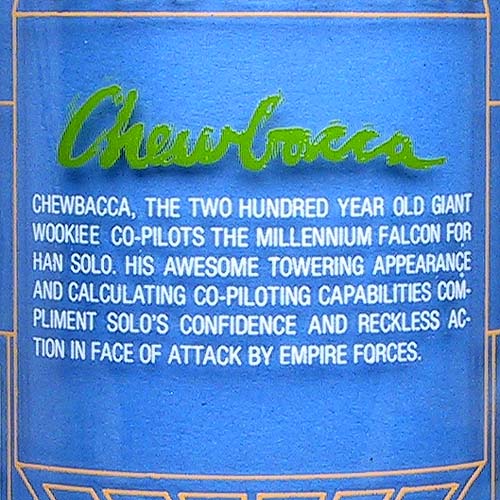 Chewbacca
CHEWBACCA, THE TWO HUNDRED YEAR OLD GIANT
WOOKIEE CO-PILOTS THE MILLENNIUM FALCON FOR
HAN SOLO. HIS AWESOME TOWERING APPEARANCE
AND CALCULATING CO-PILOTING CAPABILITIES COM-
PLIMENT SOLO'S CONFIDENCE AND RECKLESS AC-
TION IN FACE OF ATTACK BY EMPIRE FORCES.